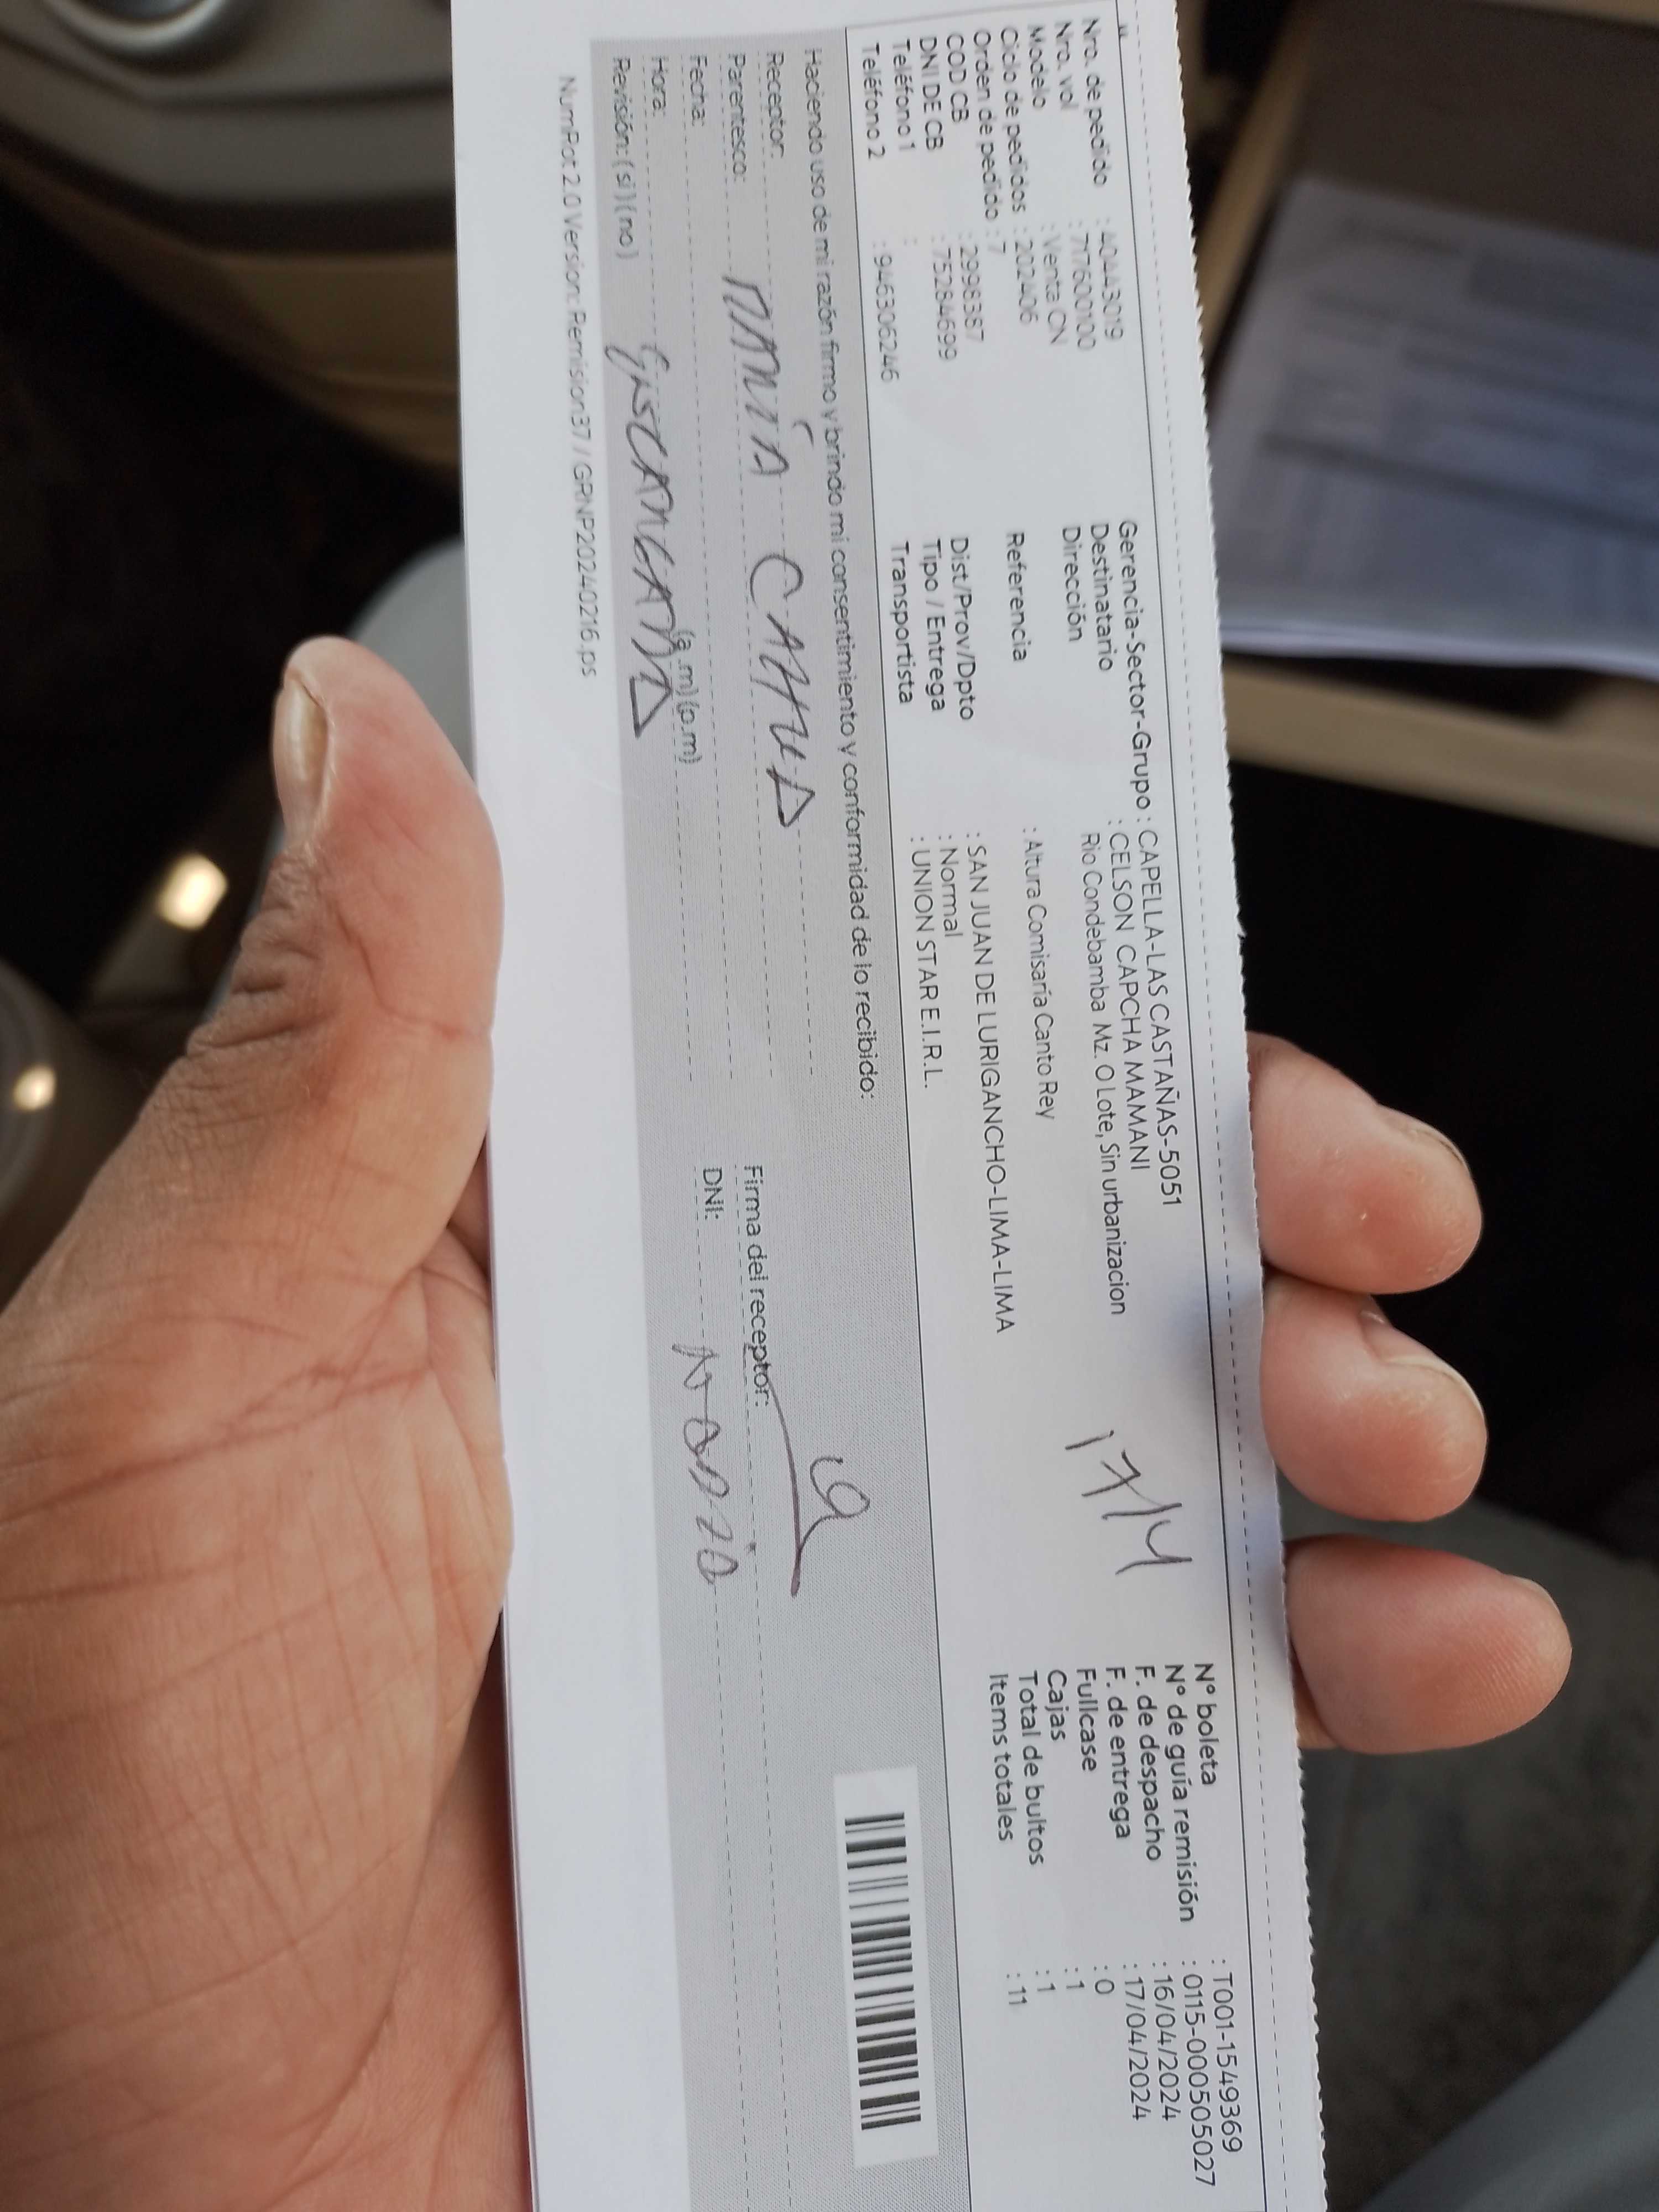 Nro. de pedido : 40443019
Nro. vol : 717600100
Modelo : Venta CN
Ciclo de pedidos : 202406
Orden de pedido : 7
COD CB : 2998387
DNI DE CB : 75284699
Teléfono 1 :
Teléfono 2 : 946306246
Gerencia-Sector-Grupo : CAPELLA-LAS CASTAÑAS-5051
Destinatario : CELSON CAPCHA MAMANI
Dirección Rio Condebamba Mz. O Lote, Sin urbanizacion
Referencia : Altura Comisaría Canto Rey
Dist/Prov/Dpto : SAN JUAN DE LURIGANCHO-LIMA-LIMA
Tipo / Entrega : Normal
Transportista : UNION STAR E.I.R.L.
17/4
N° boleta : T001-1549369
N° de guía remisión : 0115-000505027
F. de despacho : 16/04/2024
F. de entrega : 17/04/2024
Fullcase : 0
Cajas : 1
Total de bultos : 1
Items totales : 11
Haciendo uso de mi razón firmo y brindo mi consentimiento y conformidad de lo recibido:
Receptor:
Parentesco:
Fecha:
Hora: (a.m) (p.m)
Revisión: (si) (no)
Firma del receptor:
DNI:
NumPot 2.0 Version: Remision37 / GRNP20240216.ps